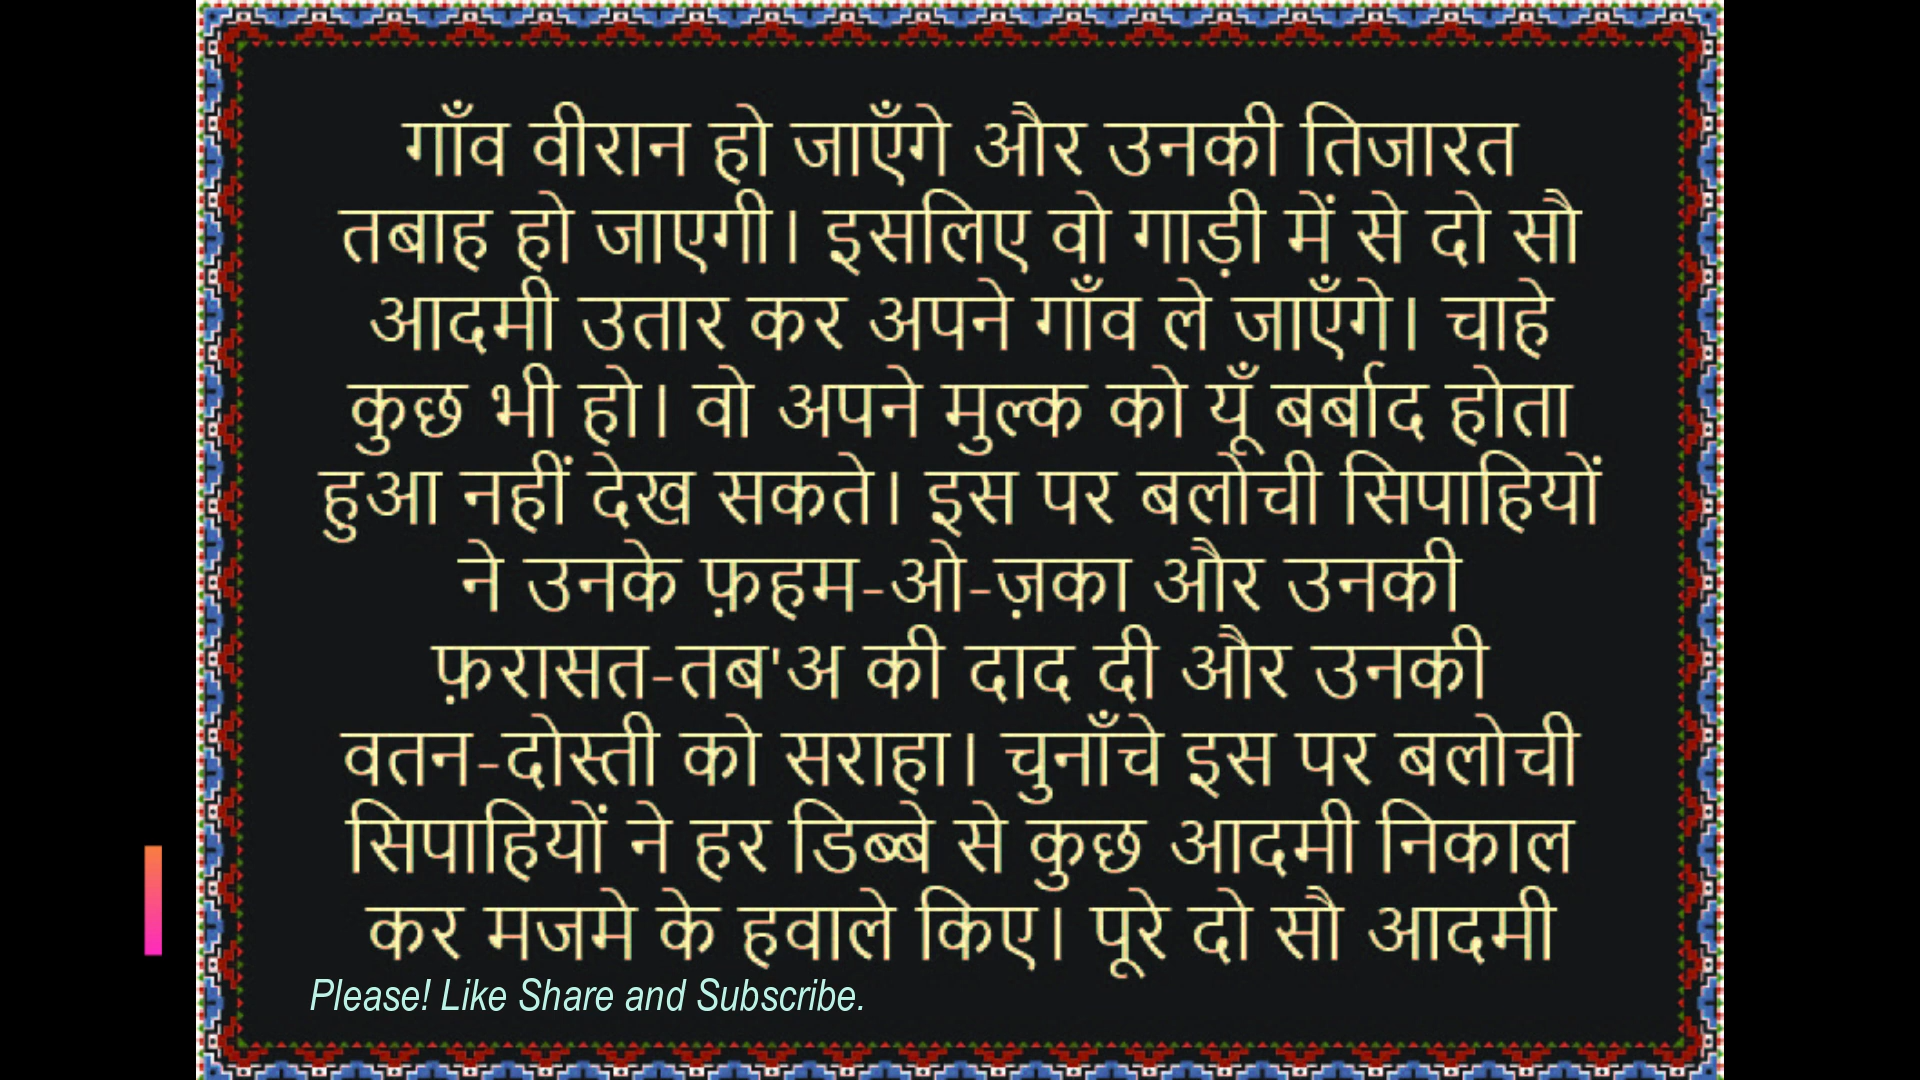 गाँव वीरान हो जाएँगे और उनकी तिजारत
तबाह हो जाएगी। इसलिए वो गाड़ी में से दो सौ
आदमी उतार कर अपने गाँव ले जाएँगे। चाहे
कुछ भी हो। वो अपने मुल्क को यूँ बर्बाद होता
हुआ नहीं देख सकते। इस पर बलोची सिपाहियों
ने उनके फ़हम-ओ-ज़का और उनकी
फ़रासत-तब'अ की दाद दी और उनकी
वतन-दोस्ती को सराहा। चुनाँचे इस पर बलोची
सिपाहियों ने हर डिब्बे से कुछ आदमी निकाल
कर मजमे के हवाले किए। पूरे दो सौ आदमी
Please! Like Share and Subscribe.